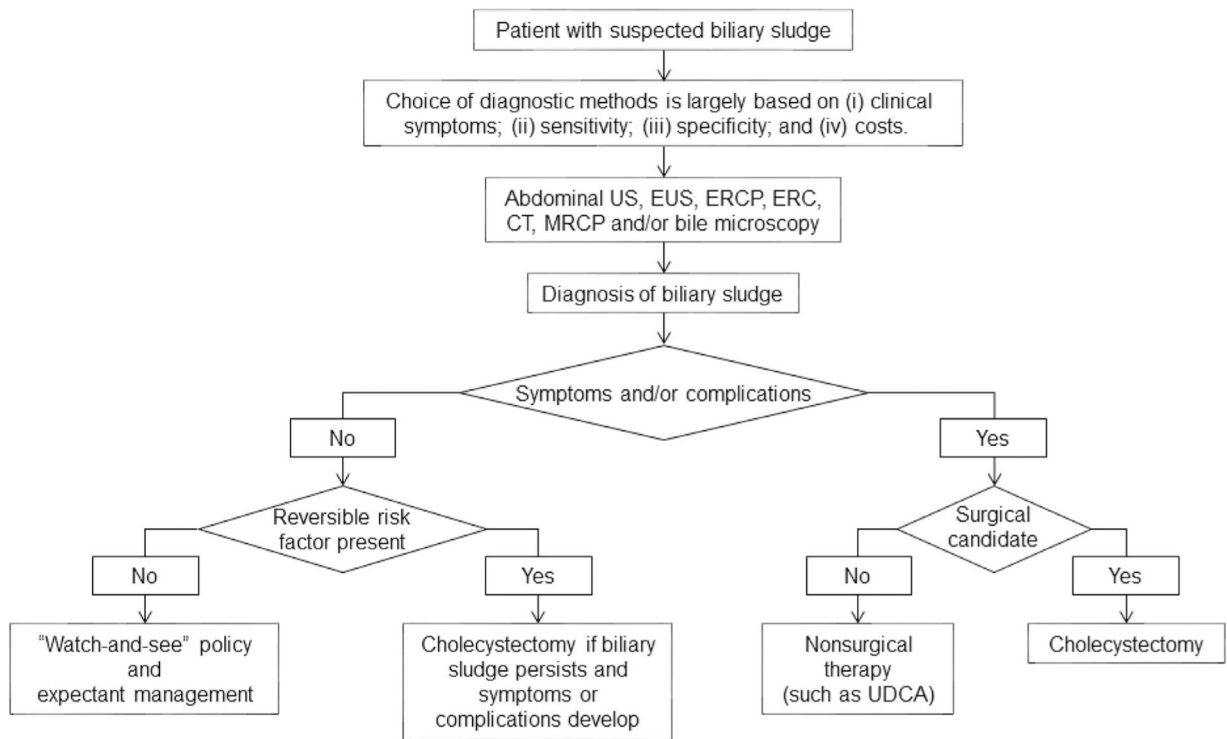 Patient with suspected biliary sludge
Choice of diagnostic methods is largely based on (i) clinical
symptoms; (ii) sensitivity; (iii) specificity; and (iv) costs.
Abdominal US, EUS, ERCP, ERC,
CT, MRCP and/or bile microscopy
Diagnosis of biliary sludge
Symptoms and/or complications
No
Yes
Reversible risk
factor present
Surgical
candidate
No
Yes
No
Yes
“Watch-and-see” policy
and
expectant management
Cholecystectomy if biliary
sludge persists and
symptoms or
complications develop
Nonsurgical
therapy
(such as UDCA)
Cholecystectomy